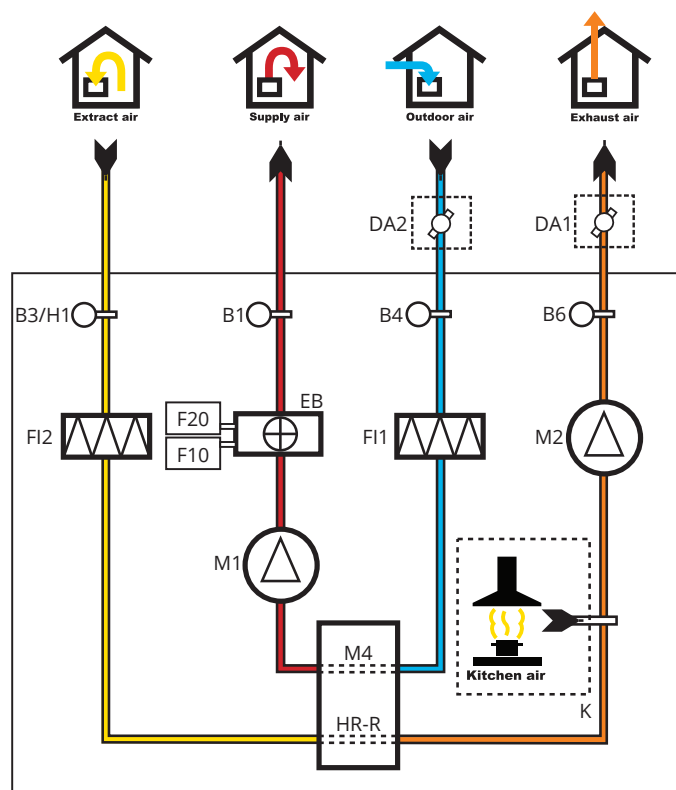 Extract air
Supply air
Outdoor air
Exhaust air
DA2
DA1
B3/H1
B1
B4
B6
EB
F20
F10
FI2
FI1
M2
M1
M4
Kitchen air
K
HR-R